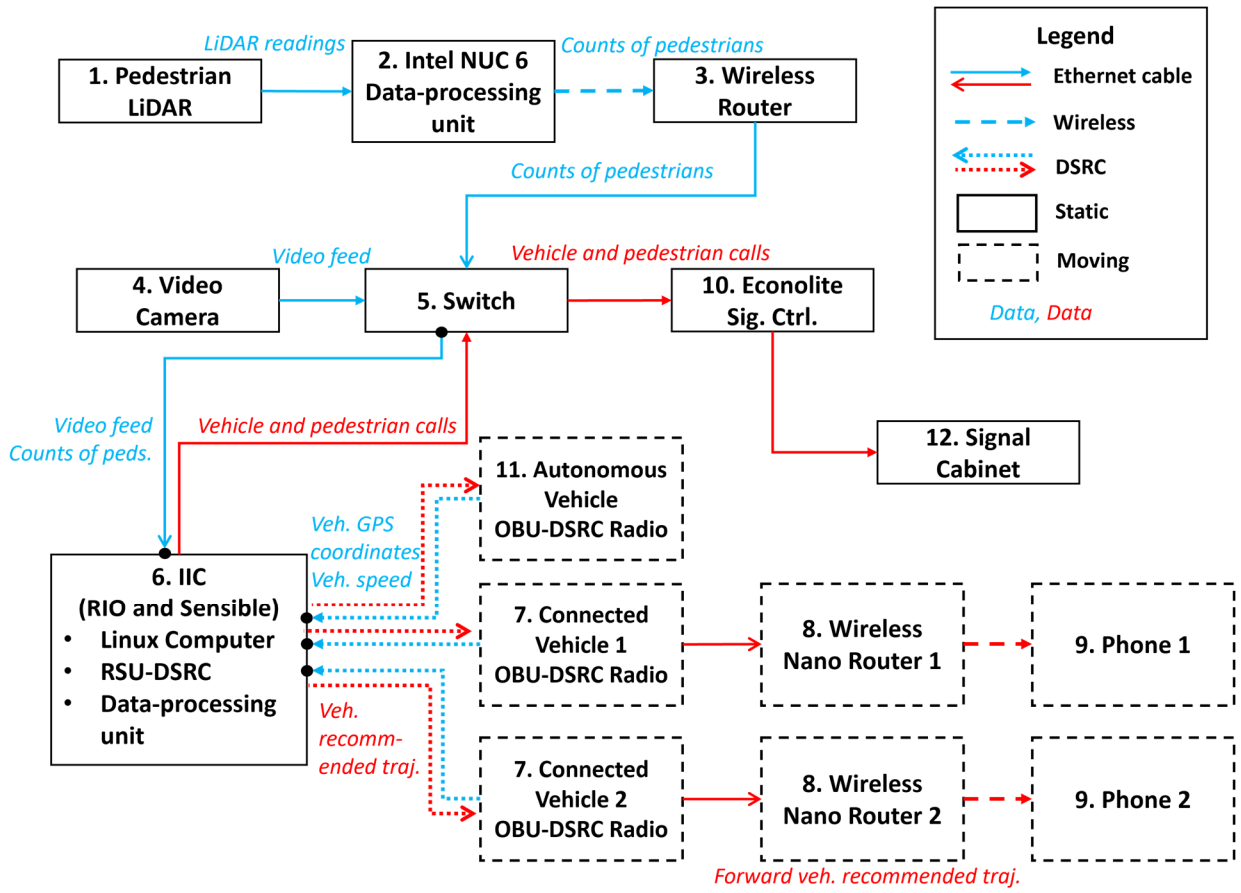 LiDAR readings
Counts of pedestrians
1. Pedestrian
LiDAR
2. Intel NUC 6
Data-processing
unit
3. Wireless
Router
Counts of pedestrians
Legend
Ethernet cable
Wireless
DSRC
Static
Moving
Data, Data
Video feed
Vehicle and pedestrian calls
4. Video
Camera
5. Switch
10. Econolite
Sig. Ctrl.
Video feed
Counts of peds.
Vehicle and pedestrian calls
12. Signal
Cabinet
11. Autonomous
Vehicle
OBU-DSRC Radio
Veh. GPS
coordinates
Veh. speed
6. IIC
(RIO and Sensible)
• Linux Computer
• RSU-DSRC
• Data-processing
unit
7. Connected
Vehicle 1
OBU-DSRC Radio
8. Wireless
Nano Router 1
9. Phone 1
Veh.
recomm-
ended traj.
7. Connected
Vehicle 2
OBU-DSRC Radio
8. Wireless
Nano Router 2
9. Phone 2
Forward veh. recommended traj.